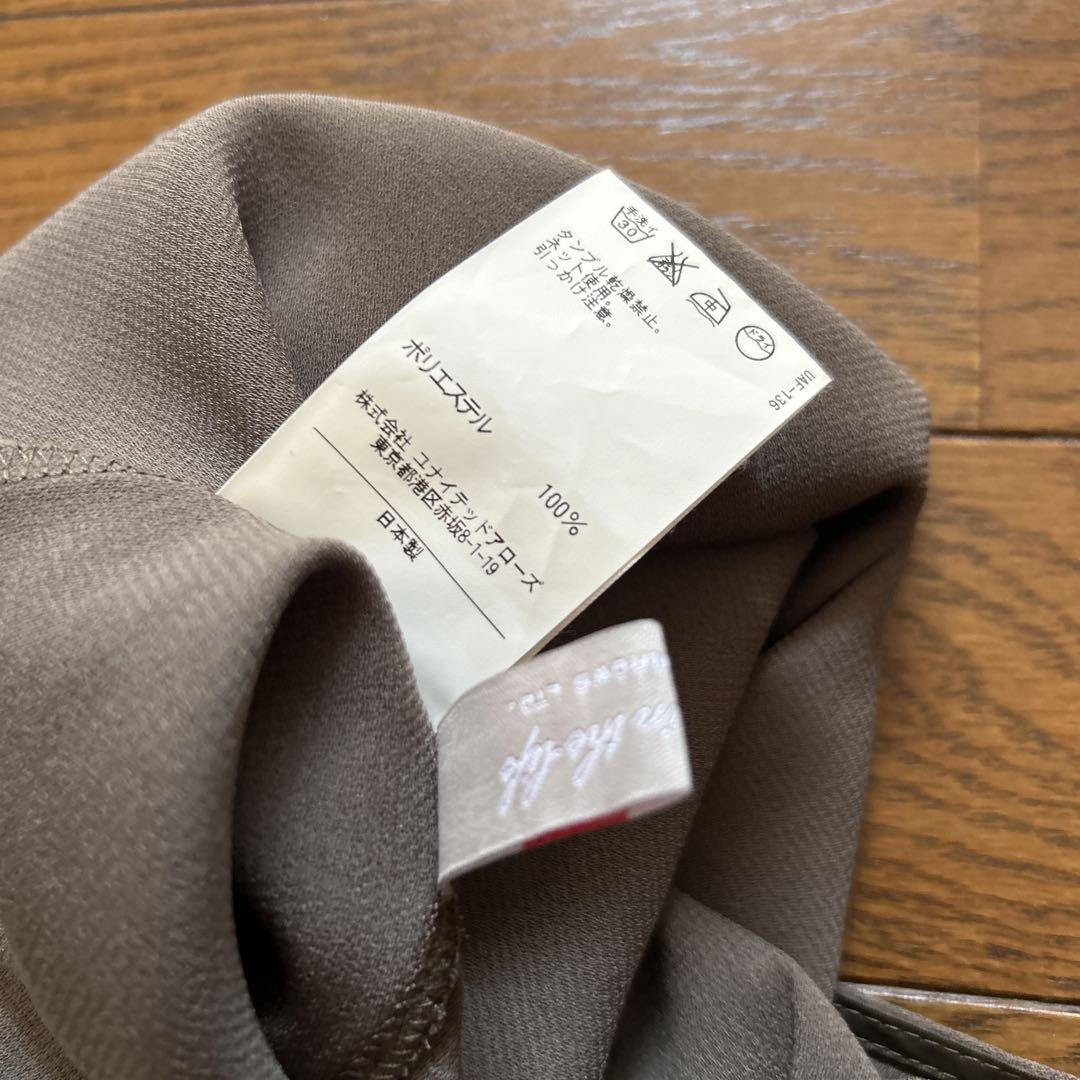 手洗イ
30
中
ドライ
タンブル乾燥禁止。
ネット使用。
引っかけ注意。
UAF-136
ポリエステル 100%
株式会社 ユナイテッドアローズ
東京都港区赤坂8-1-19
日本製
LTD.